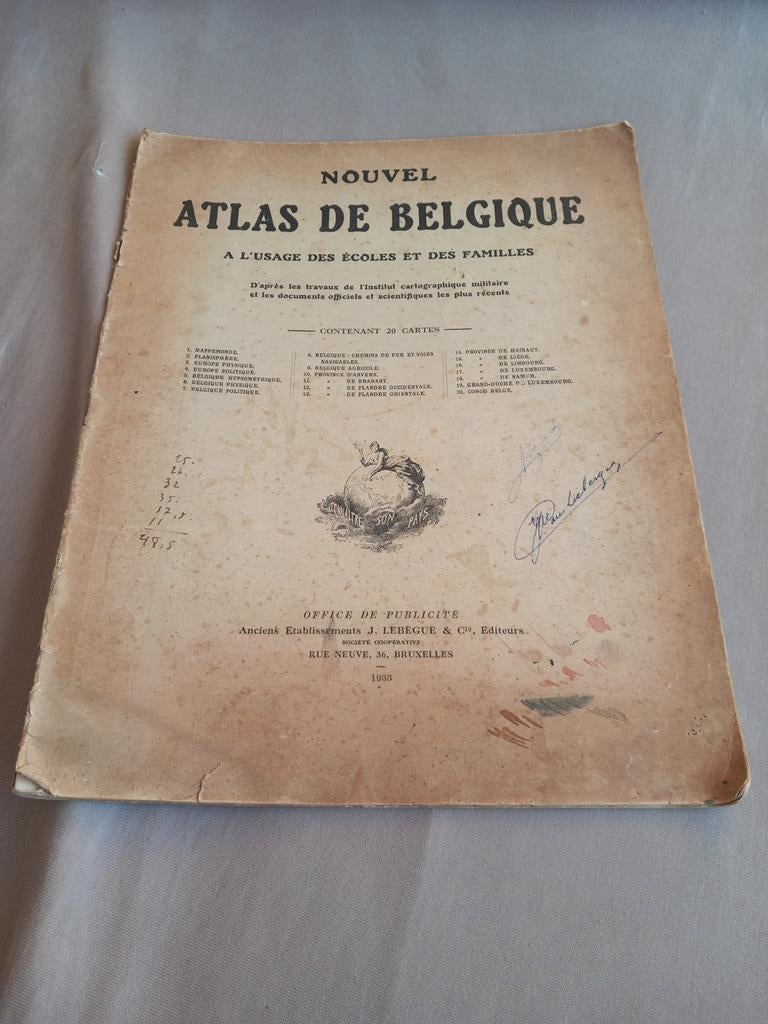 NOUVEL
ATLAS DE BELGIQUE
A L'USAGE DES ÉCOLES ET DES FAMILLES
D'après les travaux de l'Institut cartographique militaire
et les documents officiels et scientifiques les plus récents
CONTENANT 20 CARTES
1. MAPPEMONDE.
2. PLANISPHÈRE.
3. EUROPE PHYSIQUE.
4. EUROPE POLITIQUE.
5. BELGIQUE HYPSOMÉTRIQUE.
6. BELGIQUE PHYSIQUE.
7. BELGIQUE POLITIQUE.
8. BELGIQUE : CHEMINS DE FER ET VOIES
NAVIGABLES.
9. BELGIQUE AGRICOLE.
10. PROVINCE D'ANVERS.
11. » DE BRABANT.
12. » DE FLANDRE OCCIDENTALE.
13. » DE FLANDRE ORIENTALE.
14. PROVINCE DE HAINAUT.
15. » DE LIÉGE.
16. » DE LIMBOURG.
17. » DE LUXEMBOURG.
18. » DE NAMUR.
19. GRAND-DUCHÉ DE LUXEMBOURG.
20. CONGO BELGE.
25.
32
35.
11
48,5
CONNAITRE SON PAYS
OFFICE DE PUBLICITÉ
Anciens Etablissements J. LEBÈGUE & Cie, Editeurs
SOCIÉTÉ COOPÉRATIVE
RUE NEUVE, 36, BRUXELLES
1933